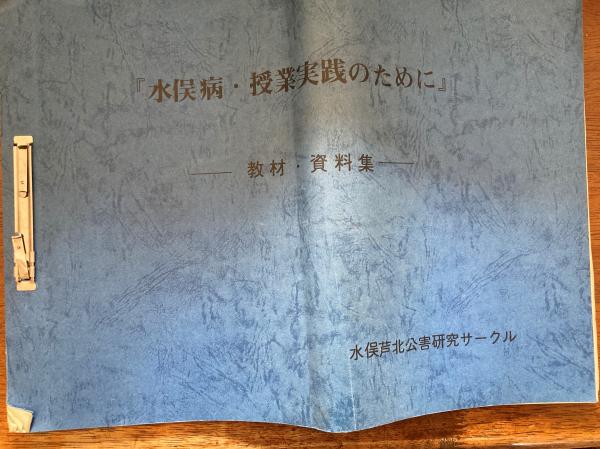 『水俣病・授業実践のために』
── 教材・資料集 ──
水俣芦北公害研究サークル